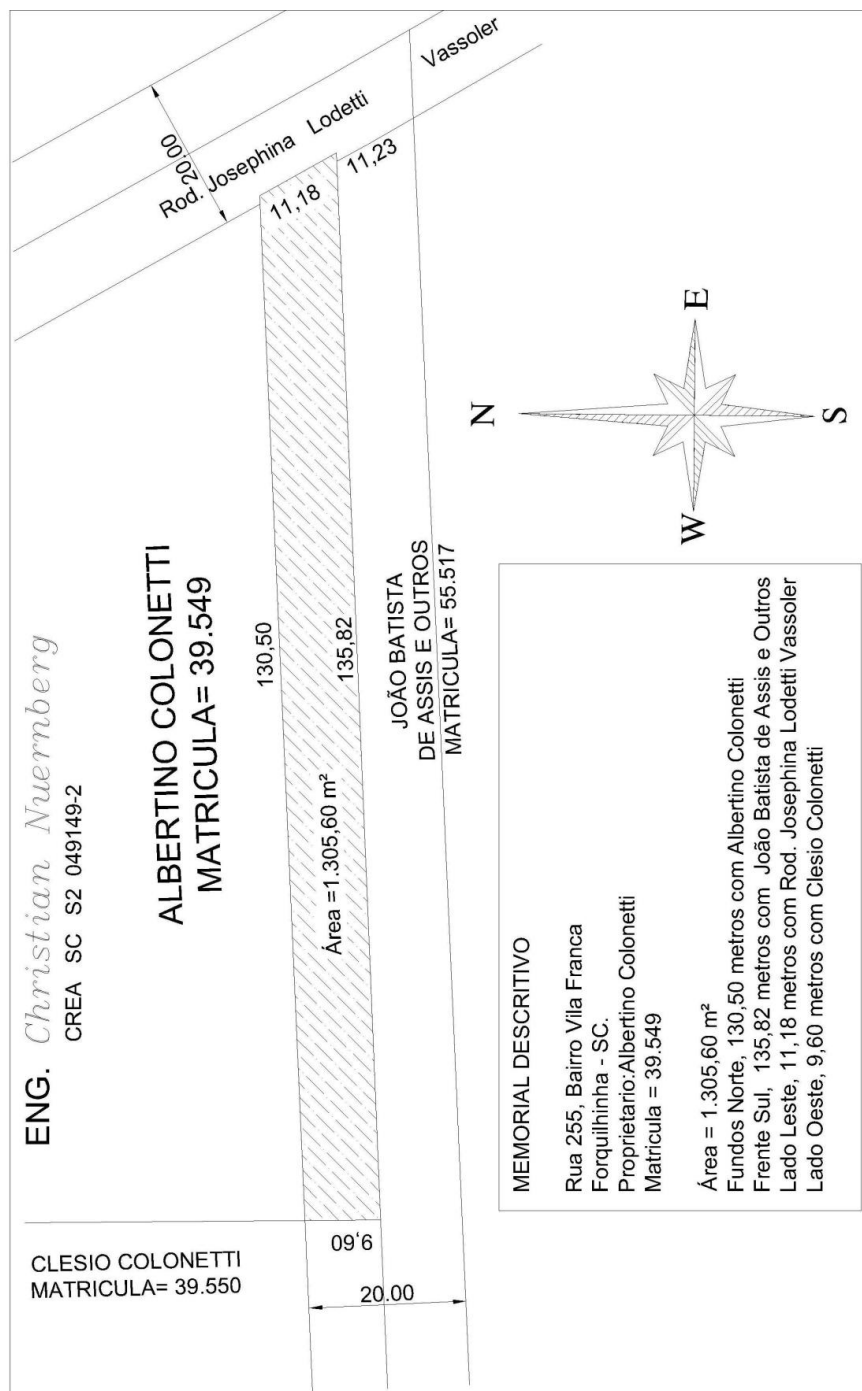 ENG. Christian Nuernberg
CREA SC S2 049149-2
CLESIO COLONETTI
MATRICULA= 39.550
ALBERTINO COLONETTI
MATRICULA= 39.549
130,50
Área =1.305,60 m²
135,82
9,60
20.00
11,18
11,23
20.00
Rod. Josephina Lodetti Vassoler
JOÃO BATISTA
DE ASSIS E OUTROS
MATRICULA= 55.517
MEMORIAL DESCRITIVO
Rua 255, Bairro Vila Franca
Forquilhinha - SC.
Proprietario:Albertino Colonetti
Matricula = 39.549
Área = 1.305,60 m²
Fundos Norte, 130,50 metros com Albertino Colonetti
Frente Sul, 135,82 metros com João Batista de Assis e Outros
Lado Leste, 11,18 metros com Rod. Josephina Lodetti Vassoler
Lado Oeste, 9,60 metros com Clesio Colonetti
N
W
E
S